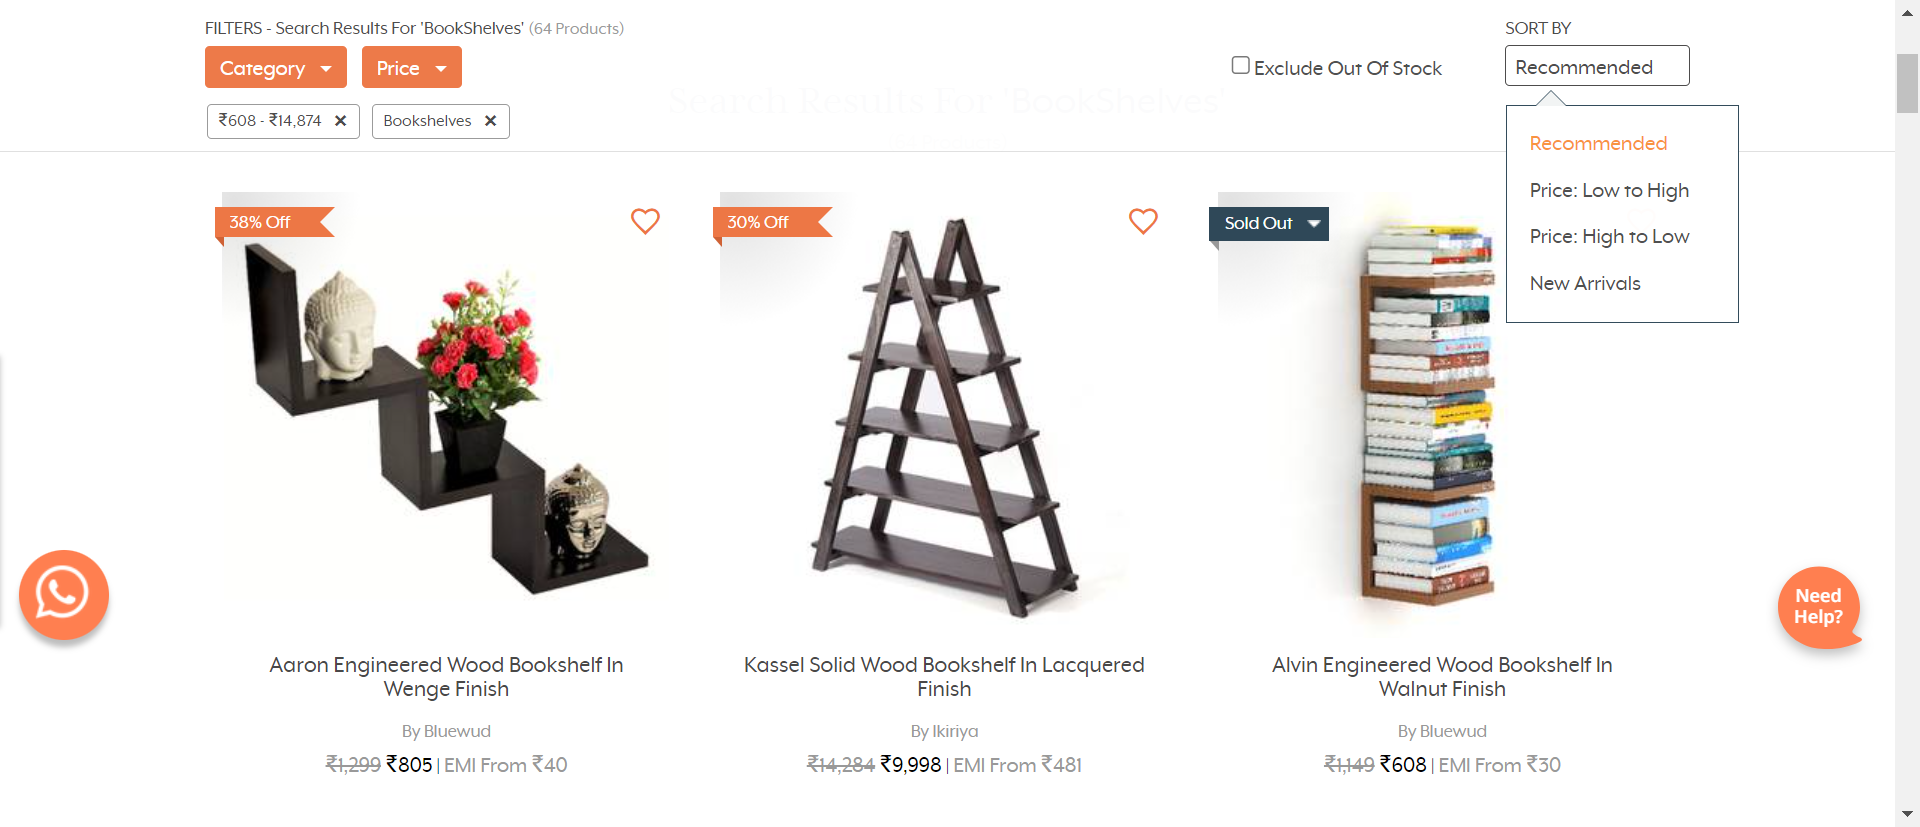 FILTERS - Search Results For 'BookShelves' (64 Products)
SORT BY
Category
Price
Exclude Out Of Stock
Recommended
Search Results For 'BookShelves'
₹608 - ₹14,874 ✕
Bookshelves ✕
Recommended
Price: Low to High
Price: High to Low
New Arrivals
38% Off
30% Off
Sold Out
Need
Help?
Aaron Engineered Wood Bookshelf In
Wenge Finish
By Bluewud
₹1,299 ₹805 | EMI From ₹40
Kassel Solid Wood Bookshelf In Lacquered
Finish
By Ikiriya
₹14,284 ₹9,998 | EMI From ₹481
Alvin Engineered Wood Bookshelf In
Walnut Finish
By Bluewud
₹1,149 ₹608 | EMI From ₹30